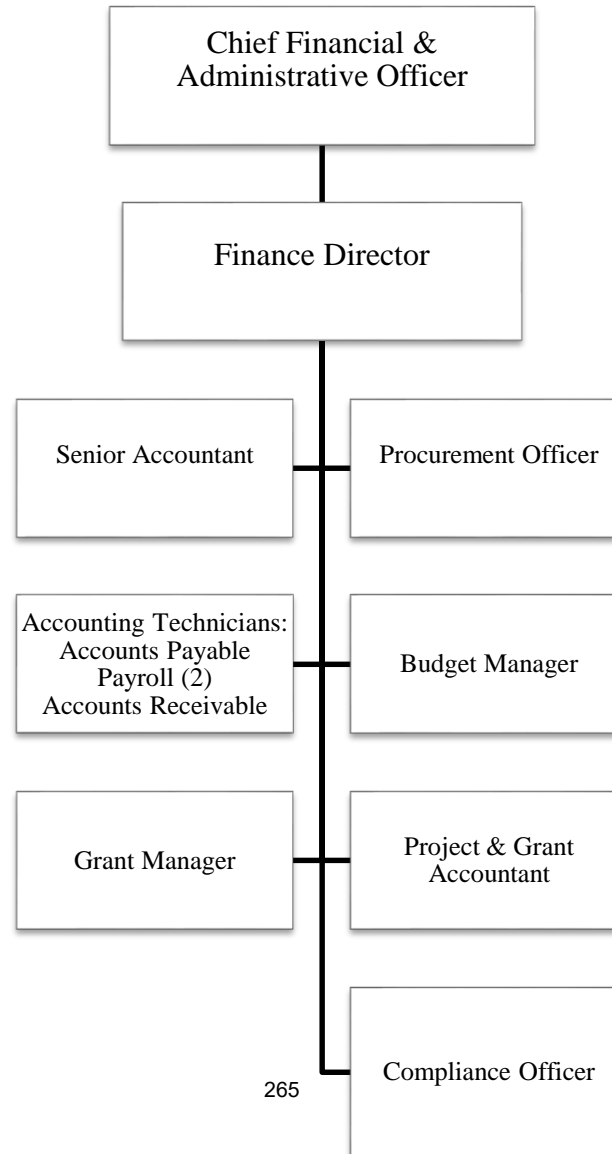 Chief Financial &
Administrative Officer
Finance Director
Senior Accountant
Procurement Officer
Accounting Technicians:
Accounts Payable
Payroll (2)
Accounts Receivable
Budget Manager
Grant Manager
Project & Grant
Accountant
Compliance Officer
265